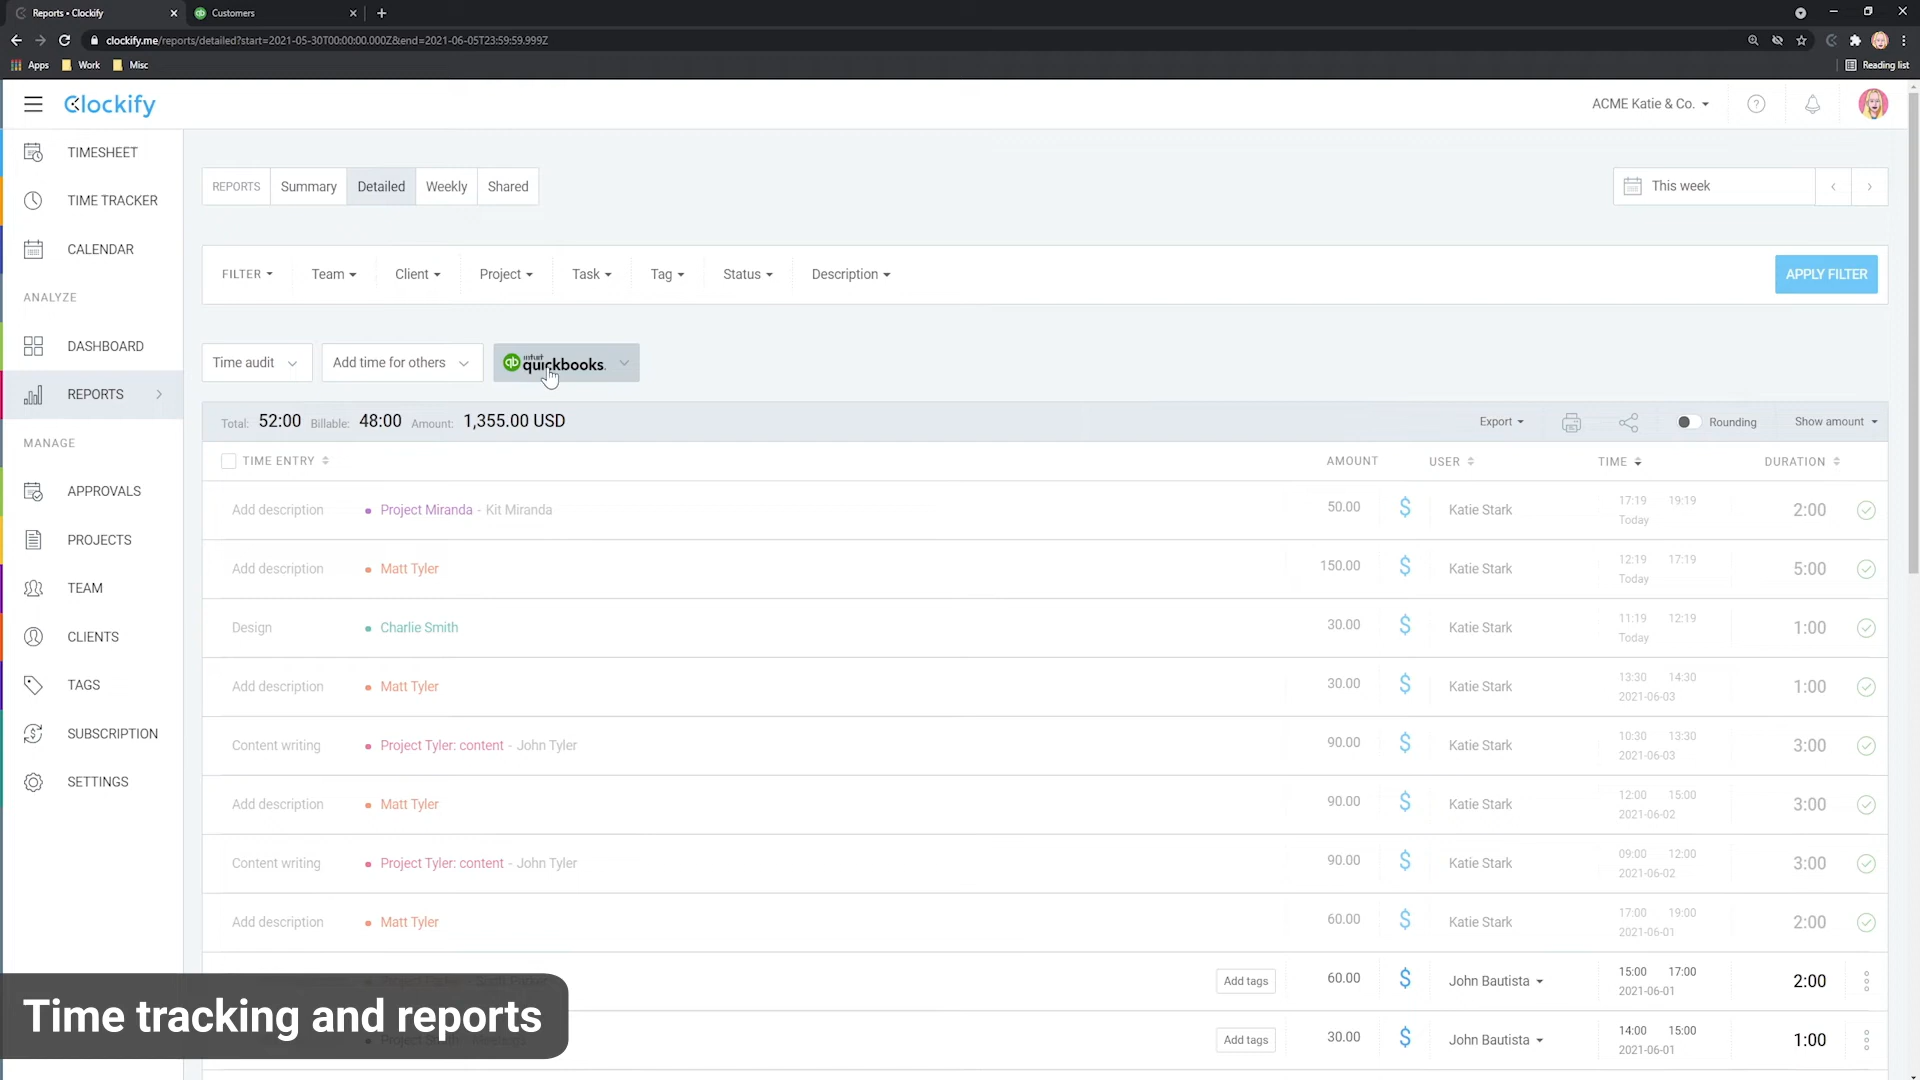 Reports • Clockify
Customers
clockify.me/reports/detailed?start=2021-05-30T00:00:00.000Z&end=2021-06-05T23:59:59.999Z
Apps
Work
Misc
Reading list
Clockify
ACME Katie & Co.
TIMESHEET
TIME TRACKER
CALENDAR
ANALYZE
DASHBOARD
REPORTS
MANAGE
APPROVALS
PROJECTS
TEAM
CLIENTS
TAGS
SUBSCRIPTION
SETTINGS
REPORTS Summary Detailed Weekly Shared
This week
FILTER Team Client Project Task Tag Status Description
APPLY FILTER
Time audit
Add time for others
intuit quickbooks.
Total: 52:00 Billable: 48:00 Amount: 1,355.00 USD
Export Rounding Show amount
TIME ENTRY AMOUNT USER TIME DURATION
Add description Project Miranda - Kit Miranda 50.00 $ Katie Stark 17:19 19:19 2:00
Today
Add description Matt Tyler 150.00 $ Katie Stark 12:19 17:19 5:00
Today
Design Charlie Smith 30.00 $ Katie Stark 11:19 12:19 1:00
Today
Add description Matt Tyler 30.00 $ Katie Stark 13:30 14:30 1:00
2021-06-03
Content writing Project Tyler: content - John Tyler 90.00 $ Katie Stark 10:30 13:30 3:00
2021-06-03
Add description Matt Tyler 90.00 $ Katie Stark 12:00 15:00 3:00
2021-06-02
Content writing Project Tyler: content - John Tyler 90.00 $ Katie Stark 09:00 12:00 3:00
2021-06-02
Add description Matt Tyler 60.00 $ Katie Stark 17:00 19:00 2:00
2021-06-01
Add tags 60.00 $ John Bautista 15:00 17:00 2:00
2021-06-01
Add tags 30.00 $ John Bautista 14:00 15:00 1:00
2021-06-01
Time tracking and reports